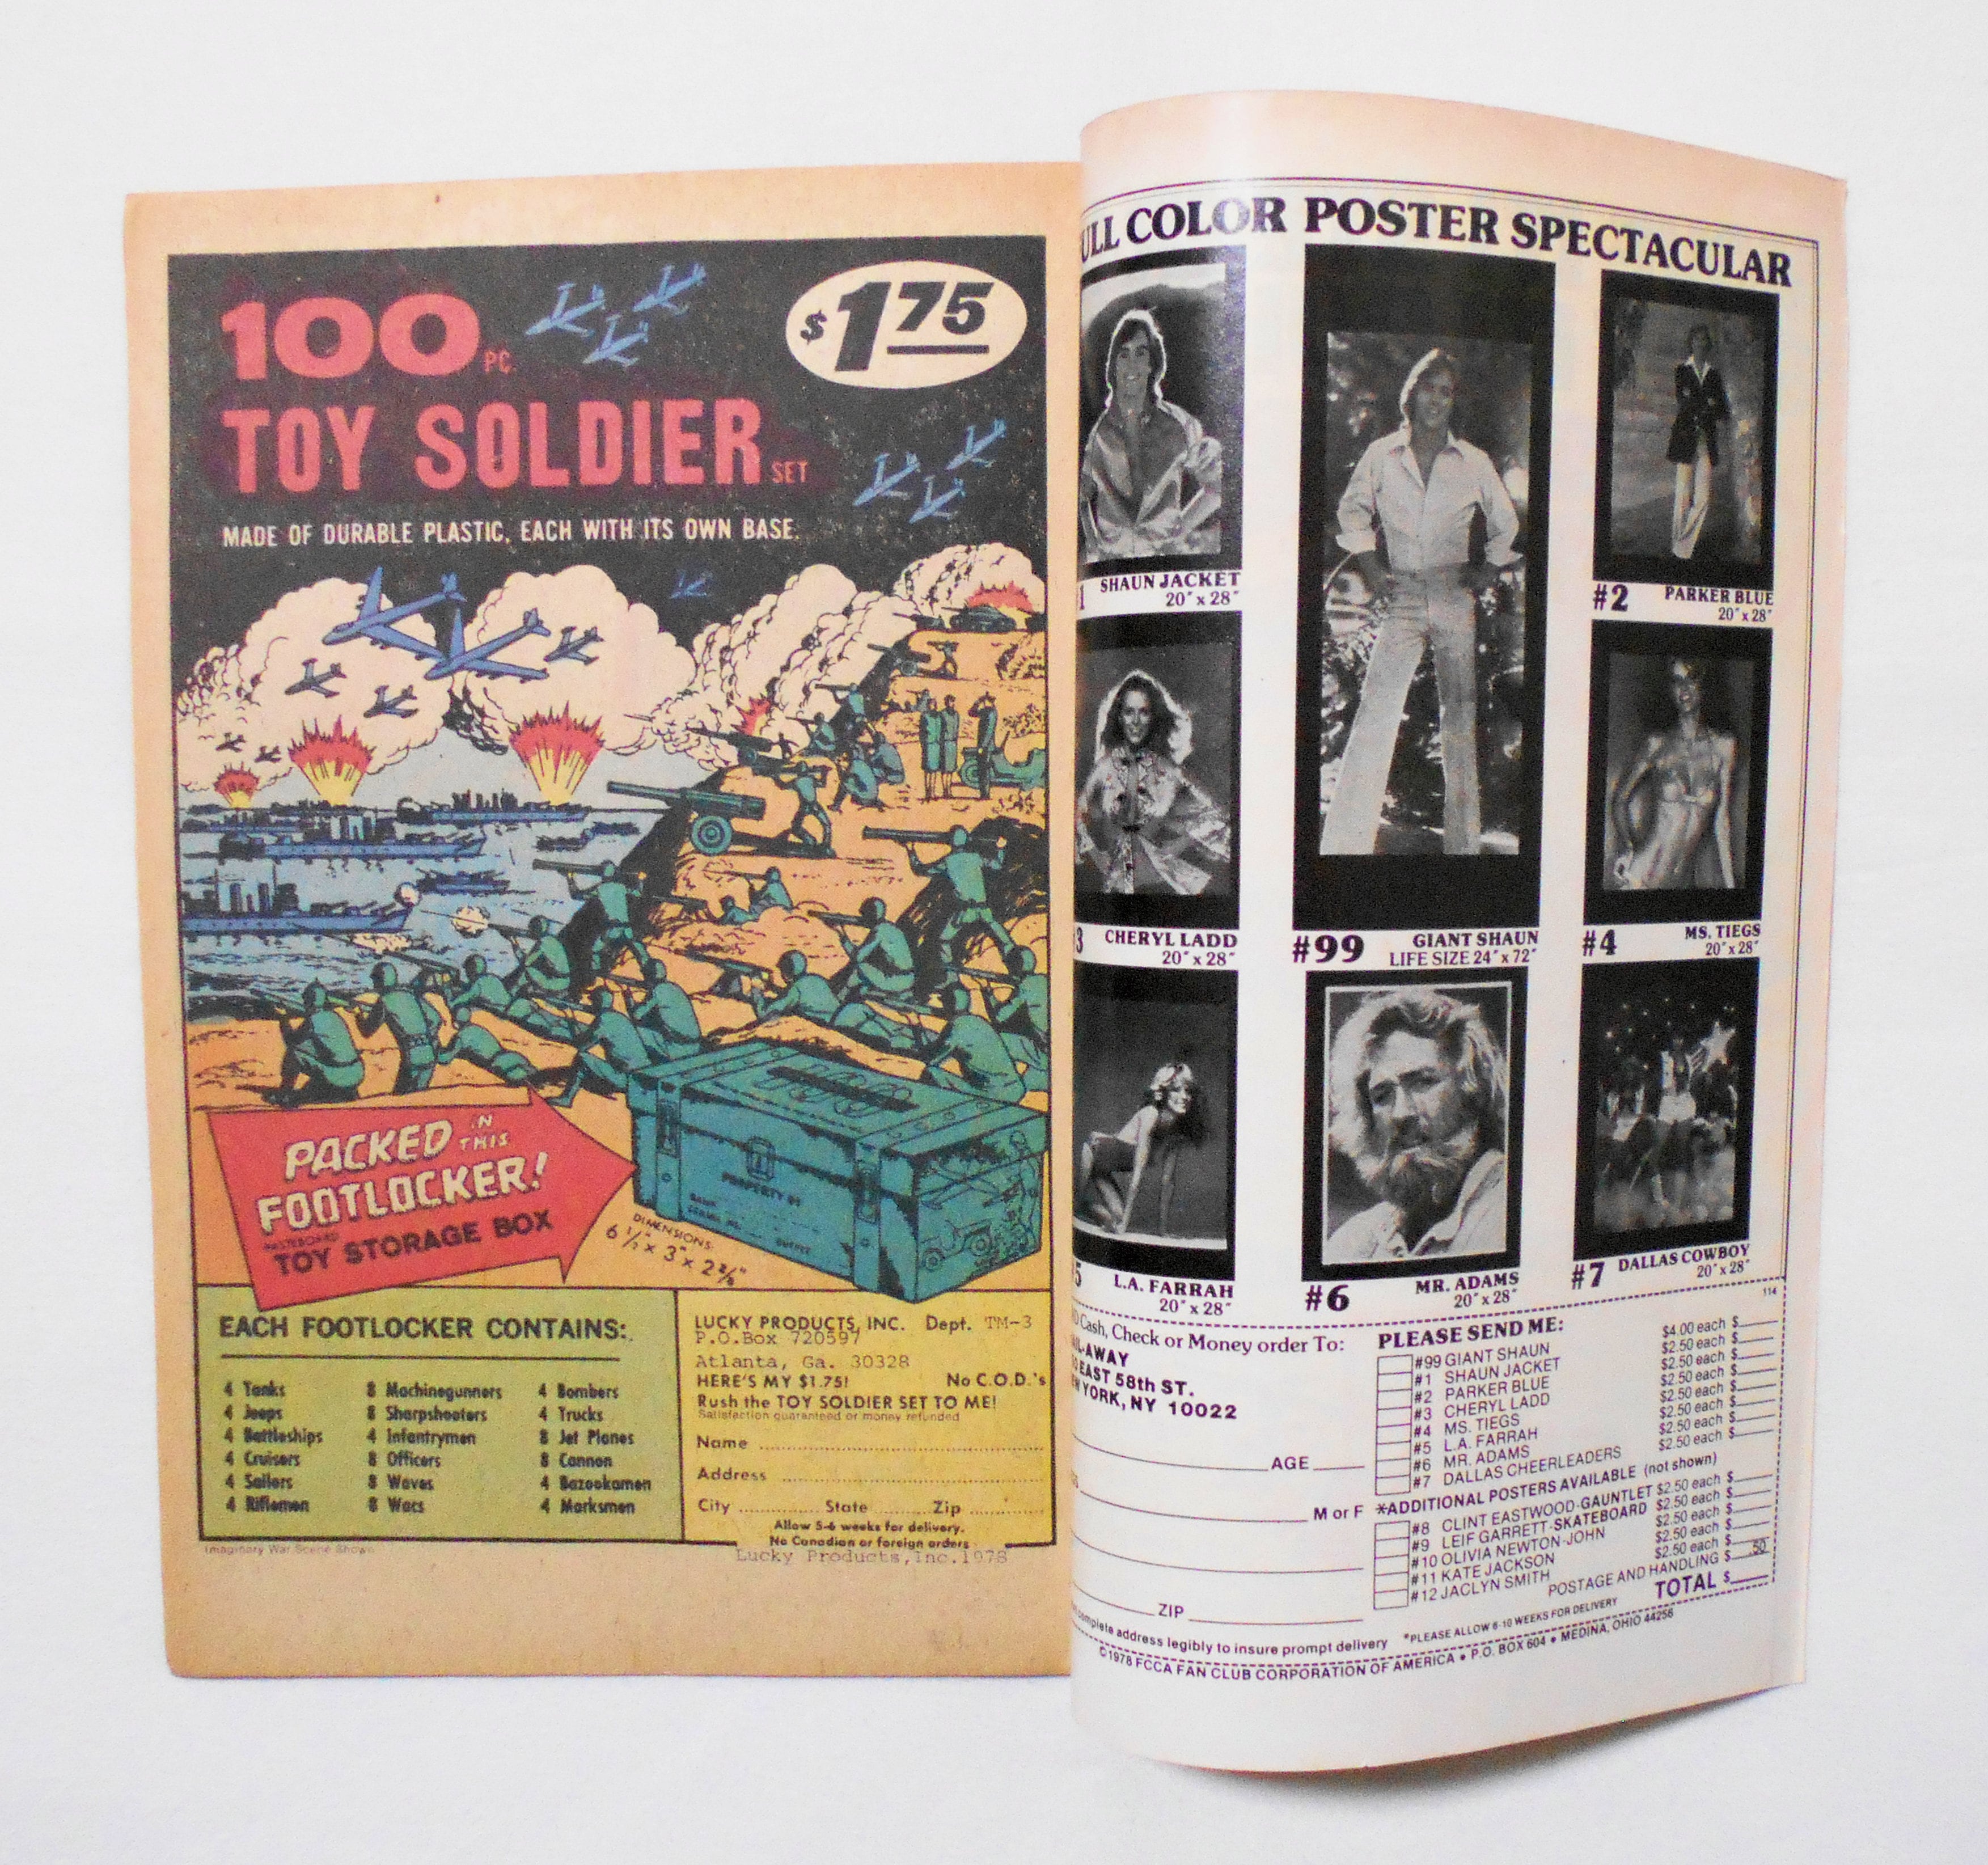 100 PC.
TOY SOLDIER SET
$1.75
MADE OF DURABLE PLASTIC, EACH WITH ITS OWN BASE.
PACKED IN THIS
FOOTLOCKER!
TOY STORAGE BOX
DIMENSIONS:
PROPERTY OF
EACH FOOTLOCKER CONTAINS:
4 Tanks
4 Jeeps
4 Battleships
4 Cruisers
4 Sailors
4 Riflemen
8 Machinegunners
8 Sharpshooters
4 Infantrymen
8 Officers
8 Waves
8 Wacs
4 Bombers
4 Trucks
8 Jet Planes
8 Cannon
4 Bazookamen
4 Marksmen
Imaginary War Scene Shown
LUCKY PRODUCTS, INC. Dept. TM-3
P.O.Box 720597
Atlanta, Ga. 30328
HERE'S MY $1.75! No C.O.D.'s
Rush the TOY SOLDIER SET TO ME!
Satisfaction guaranteed or money refunded
Name
Address
City State Zip
Allow 5-6 weeks for delivery.
No Canadian or foreign orders
Lucky Products,Inc.1978
ULL COLOR POSTER SPECTACULAR
1 SHAUN JACKET
20"x 28"
#99 GIANT SHAUN
LIFE SIZE 24"x 72"
#2 PARKER BLUE
20"x 28"
3 CHERYL LADD
20"x 28"
#4 MS. TIEGS
20"x 28"
5 L.A. FARRAH
20"x 28"
#6 MR. ADAMS
20"x 28"
#7 DALLAS COWBOY
20"x 28"
114
Cash, Check or Money order To:
L-AWAY
EAST 58th ST.
YORK, NY 10022
AGE
M or F
ZIP
complete address legibly to insure prompt delivery
PLEASE SEND ME:
#99 GIANT SHAUN $4.00 each $
#1 SHAUN JACKET $2.50 each $
#2 PARKER BLUE $2.50 each $
#3 CHERYL LADD $2.50 each $
#4 MS. TIEGS $2.50 each $
#5 L.A. FARRAH $2.50 each $
#6 MR. ADAMS $2.50 each $
#7 DALLAS CHEERLEADERS $2.50 each $
*ADDITIONAL POSTERS AVAILABLE (not shown)
#8 CLINT EASTWOOD-GAUNTLET $2.50 each $
#9 LEIF GARRETT-SKATEBOARD $2.50 each $
#10 OLIVIA NEWTON-JOHN $2.50 each $
#11 KATE JACKSON $2.50 each $
#12 JACLYN SMITH $2.50 each $
POSTAGE AND HANDLING $ .50
TOTAL $
*PLEASE ALLOW 6-10 WEEKS FOR DELIVERY
©1978 FCCA FAN CLUB CORPORATION OF AMERICA • P.O. BOX 604 • MEDINA, OHIO 44256